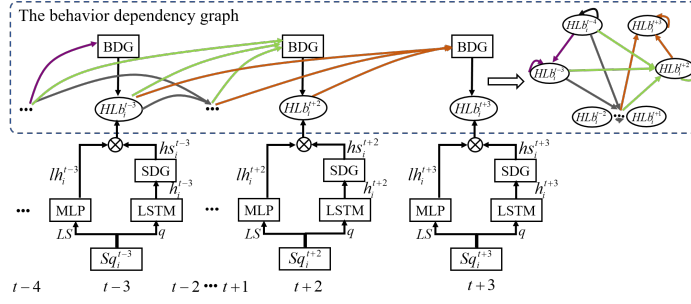 The behavior dependency graph
BDG BDG BDG
HLb_i^{t-4} HLb_i^{t+3}
HLb_i^{t-3} HLb_i^{t+2}
... HLb_i^{t-3} ... HLb_i^{t+2} HLb_i^{t+3} HLb_i^{t-2} ... HLb_i^{t+1}
hs_i^{t-3} hs_i^{t+2} hs_i^{t+3}
lh_i^{t-3} SDG lh_i^{t+2} SDG lh_i^{t+3} SDG
h_i^{t-3} h_i^{t+2} h_i^{t+3}
... MLP LSTM ... MLP LSTM MLP LSTM
LS q LS q LS q
Sq_i^{t-3} Sq_i^{t+2} Sq_i^{t+3}
t-4 t-3 t-2 ... t+1 t+2 t+3